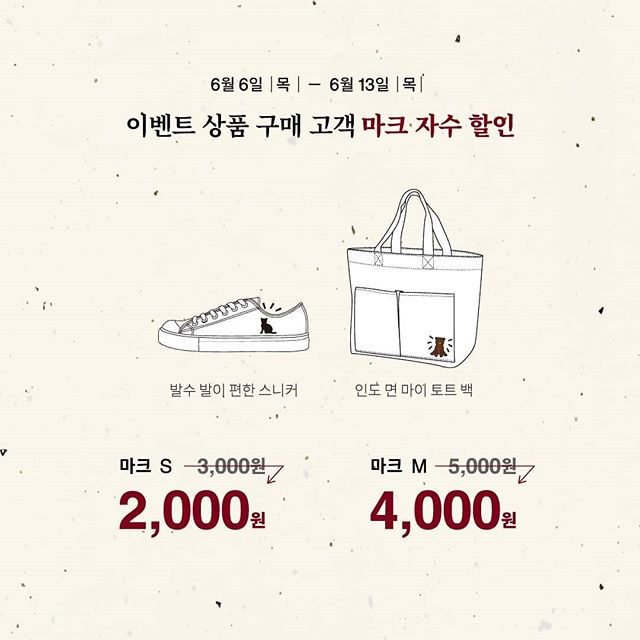 6월 6일 |목| – 6월 13일 |목|
이벤트 상품 구매 고객 마크 자수 할인
발수 발이 편한 스니커
인도 면 마이 토트 백
마크 S 3,000원
2,000원
마크 M 5,000원
4,000원